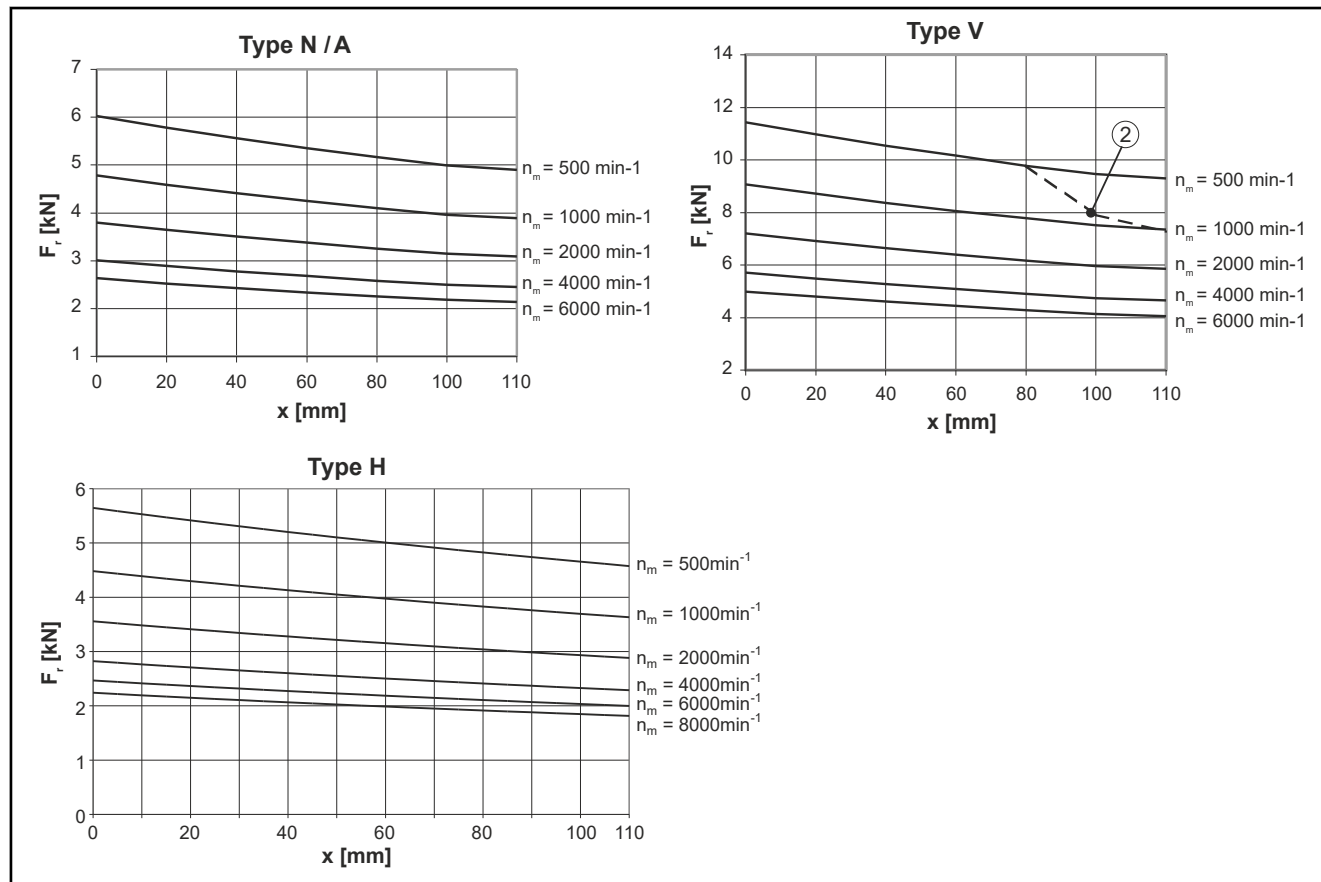 Type N / A
7
6
5
4
3
2
1
F_r [kN]
0 20 40 60 80 100 110
x [mm]
n_m = 500 min-1
n_m = 1000 min-1
n_m = 2000 min-1
n_m = 4000 min-1
n_m = 6000 min-1
Type V
14
12
10
8
6
4
2
F_r [kN]
0 20 40 60 80 100 110
x [mm]
2
n_m = 500 min-1
n_m = 1000 min-1
n_m = 2000 min-1
n_m = 4000 min-1
n_m = 6000 min-1
Type H
6
5
4
3
2
1
0
F_r [kN]
0 20 40 60 80 100 110
x [mm]
n_m = 500min⁻¹
n_m = 1000min⁻¹
n_m = 2000min⁻¹
n_m = 4000min⁻¹
n_m = 6000min⁻¹
n_m = 8000min⁻¹